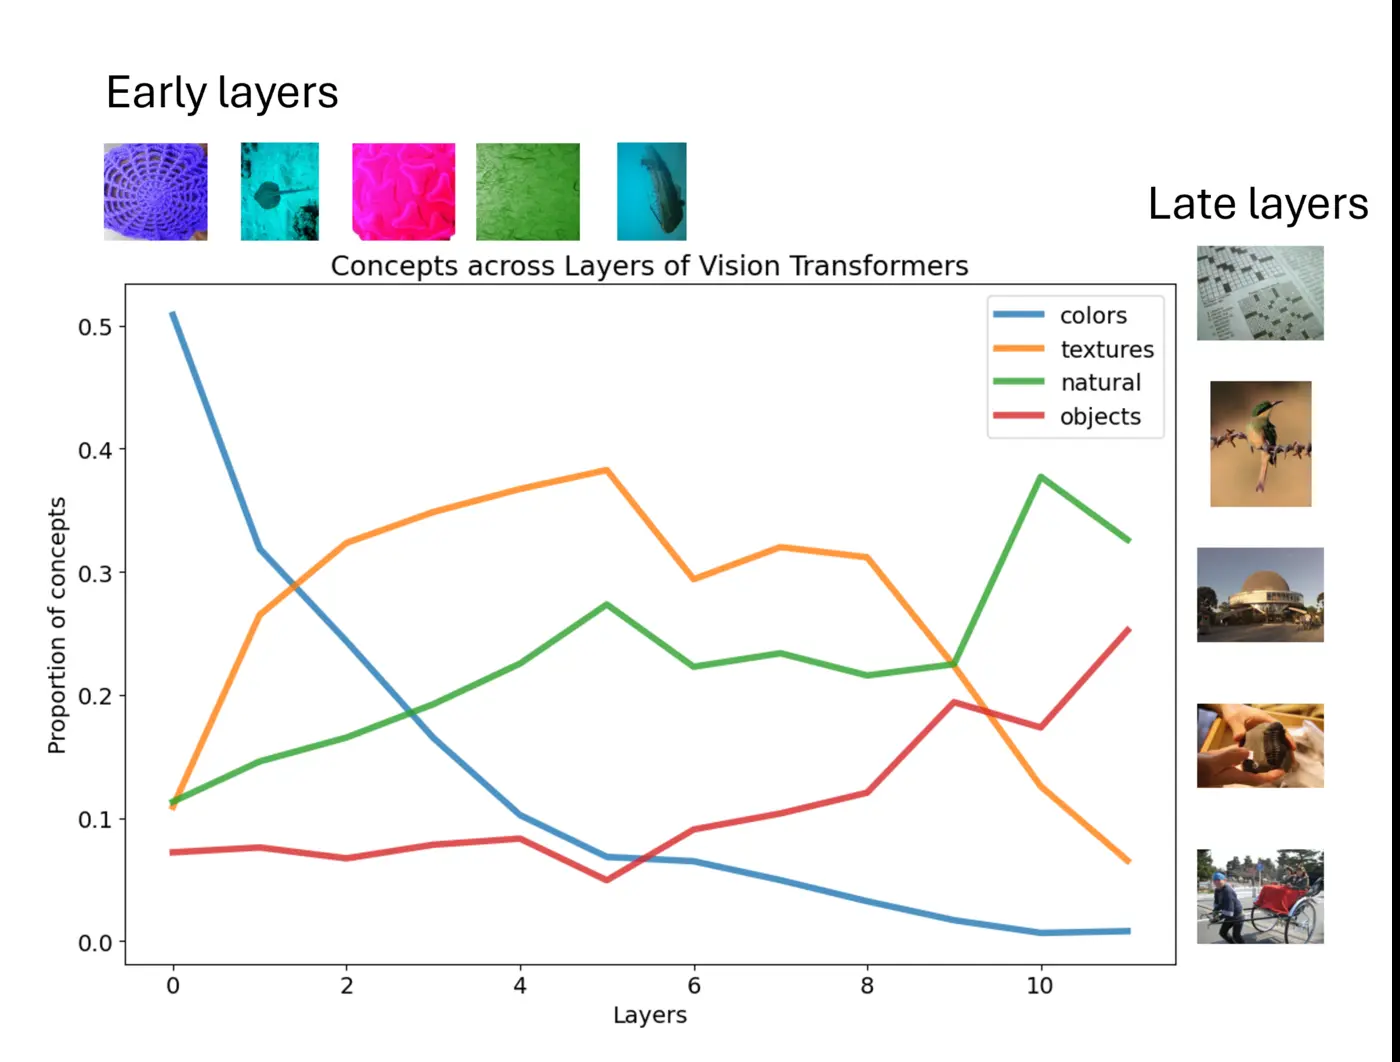 Early layers
Late layers
Concepts across Layers of Vision Transformers
colors
textures
natural
objects
Proportion of concepts
0.5
0.4
0.3
0.2
0.1
0.0
0 2 4 6 8 10
Layers